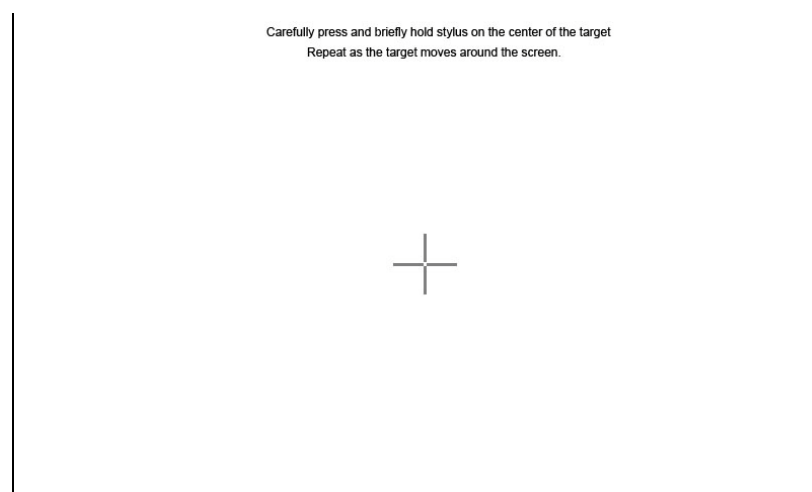 Carefully press and briefly hold stylus on the center of the target
Repeat as the target moves around the screen.